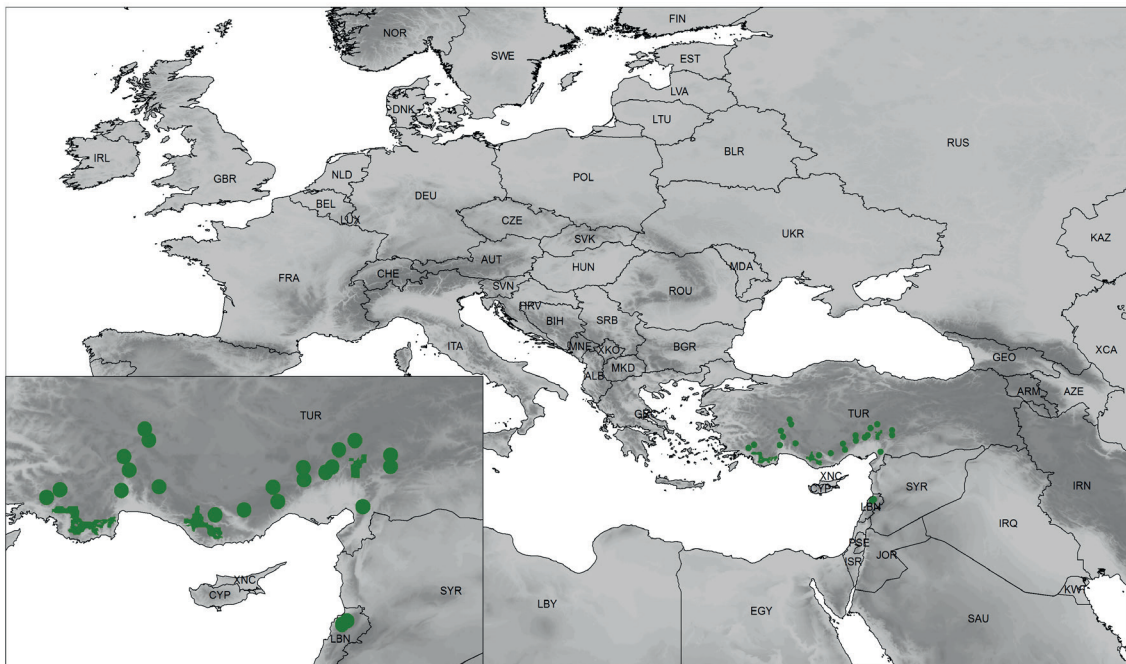 FIN
NOR
SWE
EST
LVA
DNK
LTU
RUS
BLR
IRL
GBR
NLD
POL
DEU
BEL
LUX
CZE
UKR
SVK
KAZ
AUT
CHE
HUN
MDA
FRA
SVN
ROU
HRV
BIH
SRB
ITA
BGR
MNE
XKO
XCA
GEO
MKD
ALB
ARM
AZE
GRC
TUR
TUR
XNC
CYP
SYR
IRN
LBN
IRQ
PSE
JOR
ISR
XNC
CYP
SYR
KWT
LBY
EGY
SAU
LBN